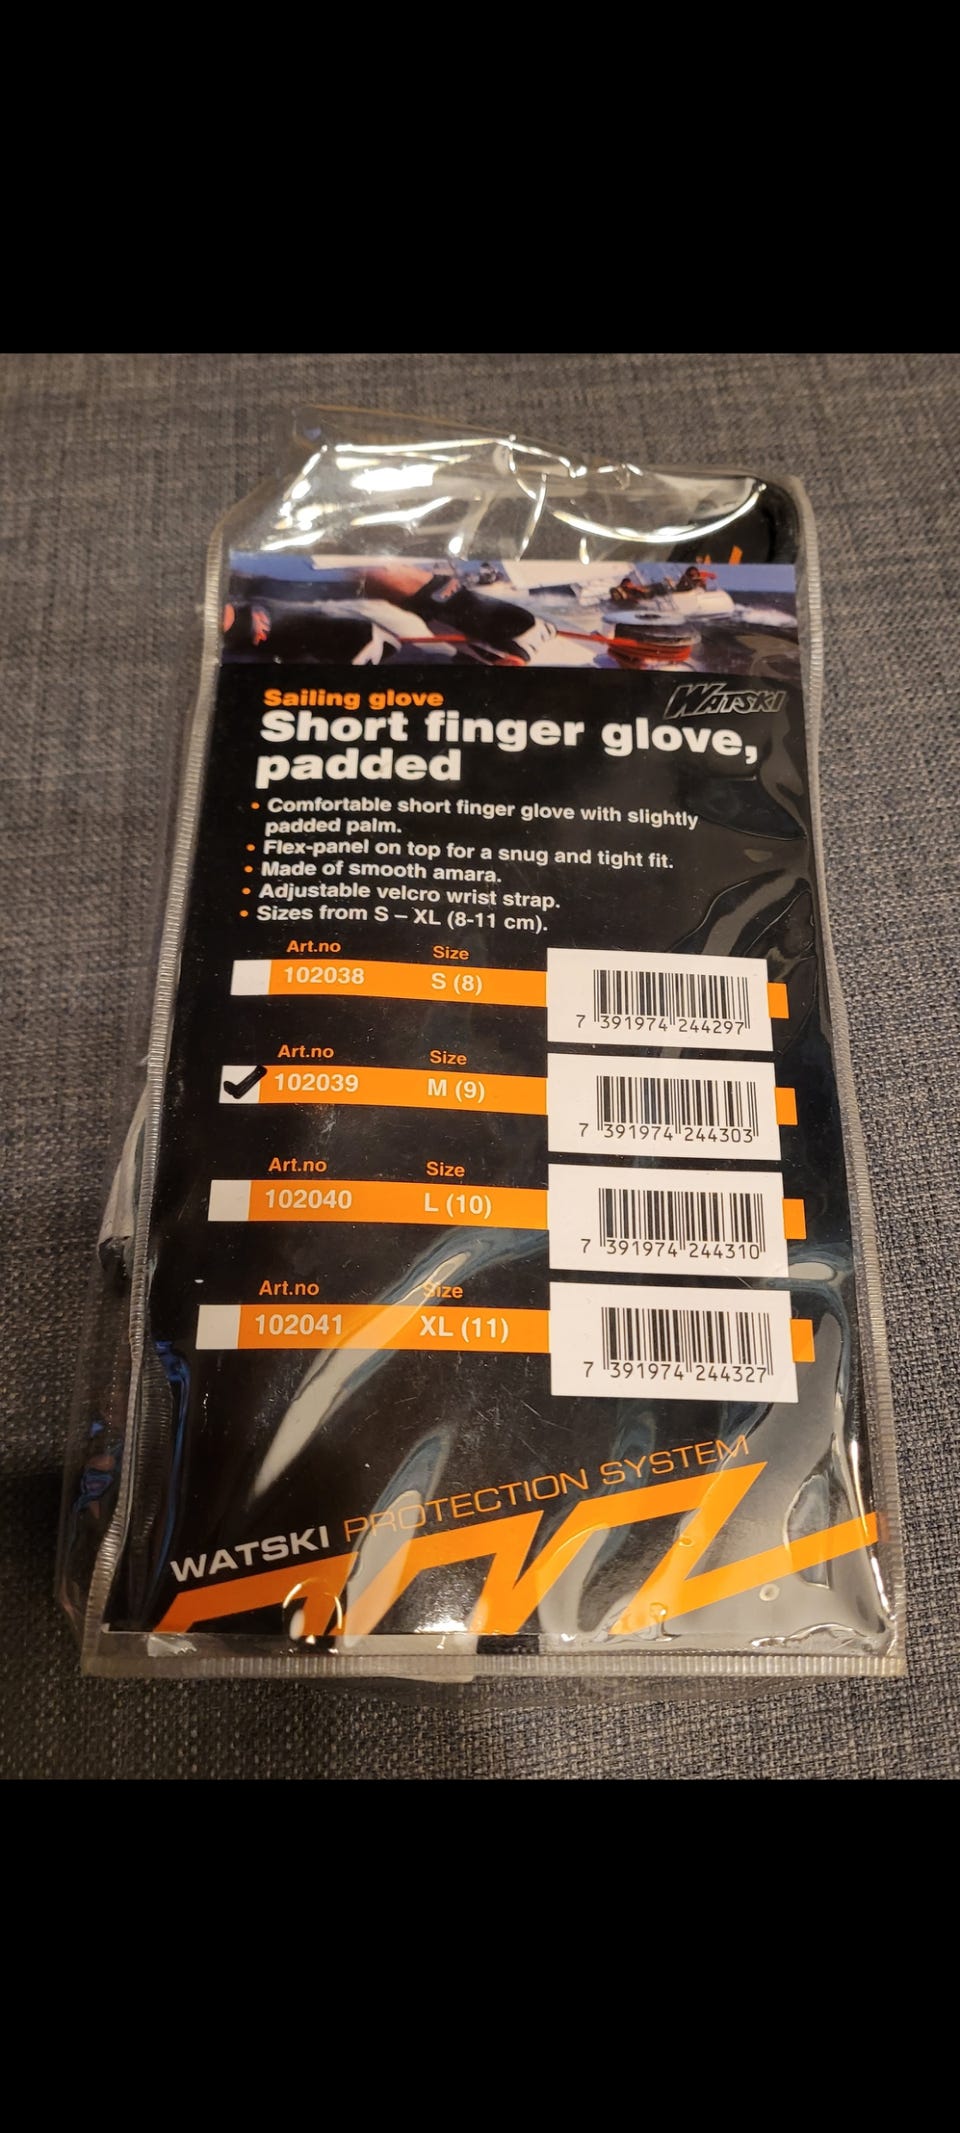 Sailing glove
WATSKI
Short finger glove,
padded
• Comfortable short finger glove with slightly
padded palm.
• Flex-panel on top for a snug and tight fit.
• Made of smooth amara.
• Adjustable velcro wrist strap.
• Sizes from S – XL (8-11 cm).
Art.no Size
102038 S (8)
7 391974 244297
Art.no Size
102039 M (9)
7 391974 244303
Art.no Size
102040 L (10)
7 391974 244310
Art.no Size
102041 XL (11)
7 391974 244327
WATSKI PROTECTION SYSTEM